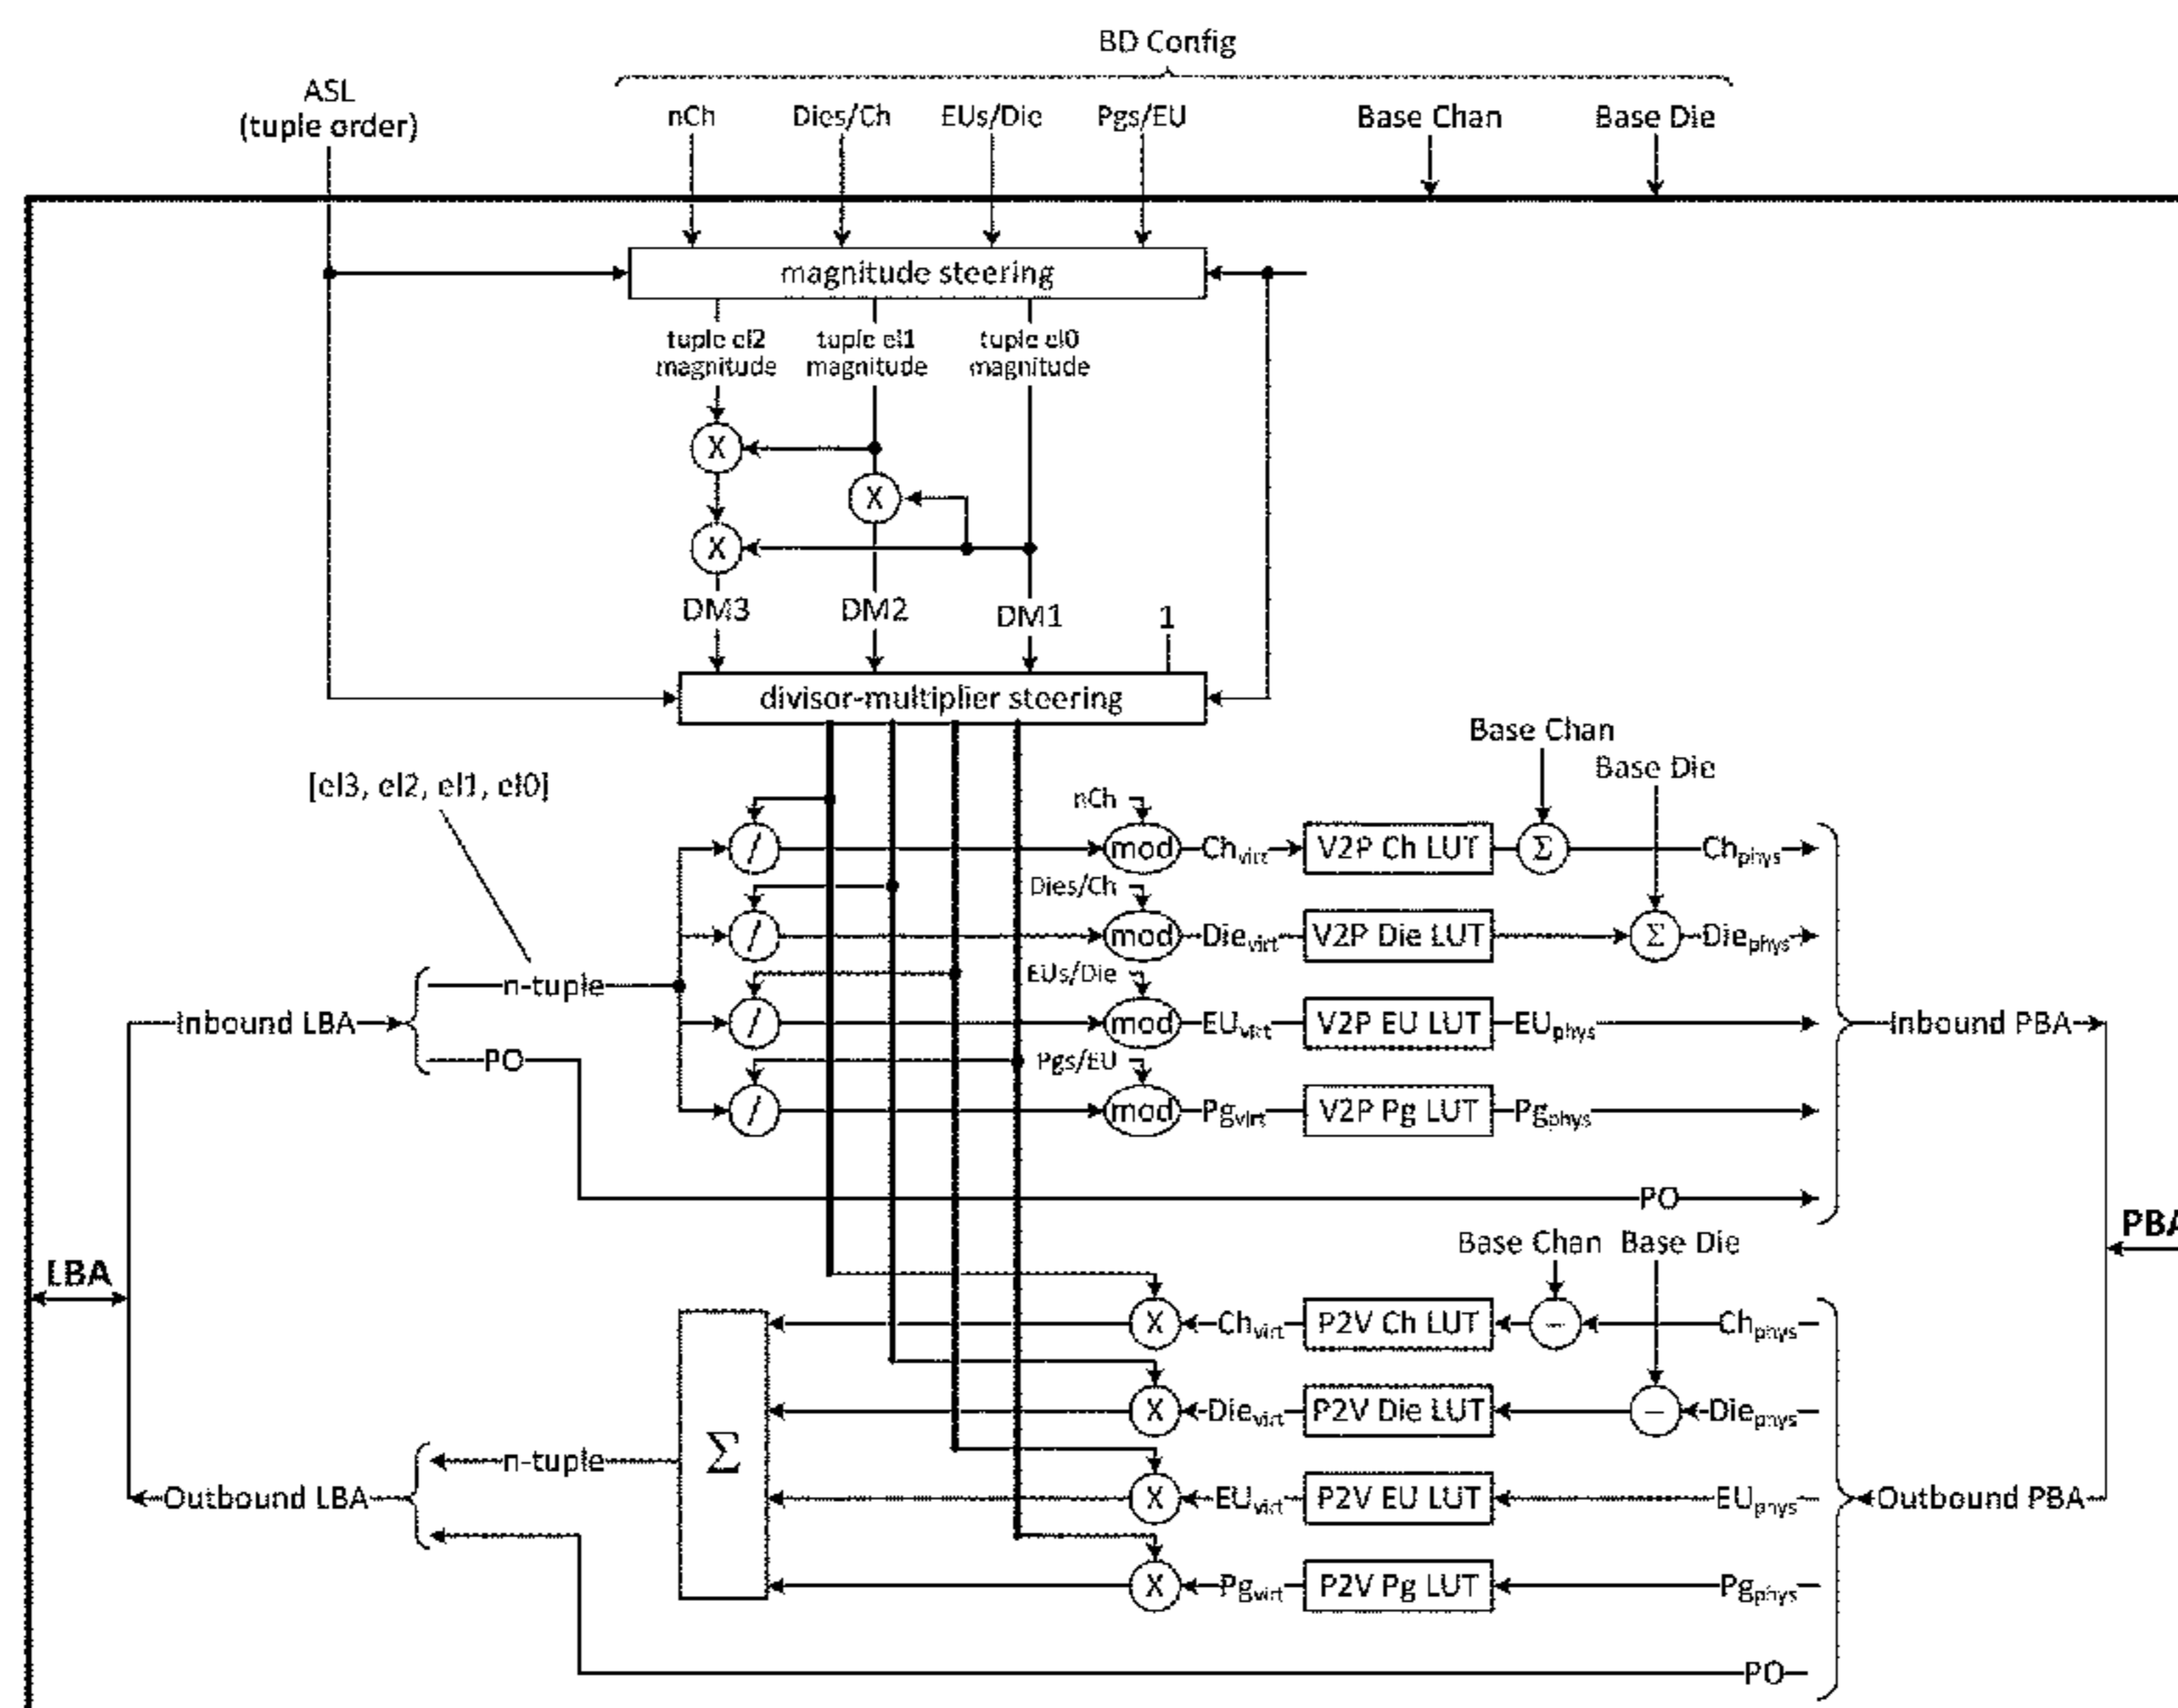 BD Config
ASL
(tuple order)
nCh Dies/Ch EUs/Die Pgs/EU Base Chan Base Die
magnitude steering
tuple el2 tuple el1 tuple el0
magnitude magnitude magnitude
X
X
X
DM3 DM2 DM1 1
divisor-multiplier steering
Base Chan
Base Die
[el3, el2, el1, el0]
nCh
/ mod Chvirt V2P Ch LUT Σ Chphys
Dies/Ch
/ mod Dievirt V2P Die LUT Σ Diephys
EUs/Die
n-tuple
Inbound LBA / mod EUvirt V2P EU LUT EUphys Inbound PBA
PO Pgs/EU
/ mod Pgvirt V2P Pg LUT Pgphys
PO
PBA
Base Chan Base Die
LBA
X Chvirt P2V Ch LUT − Chphys
X Dievirt P2V Die LUT − Diephys
n-tuple Σ
Outbound LBA X EUvirt P2V EU LUT EUphys Outbound PBA
X Pgvirt P2V Pg LUT Pgphys
PO